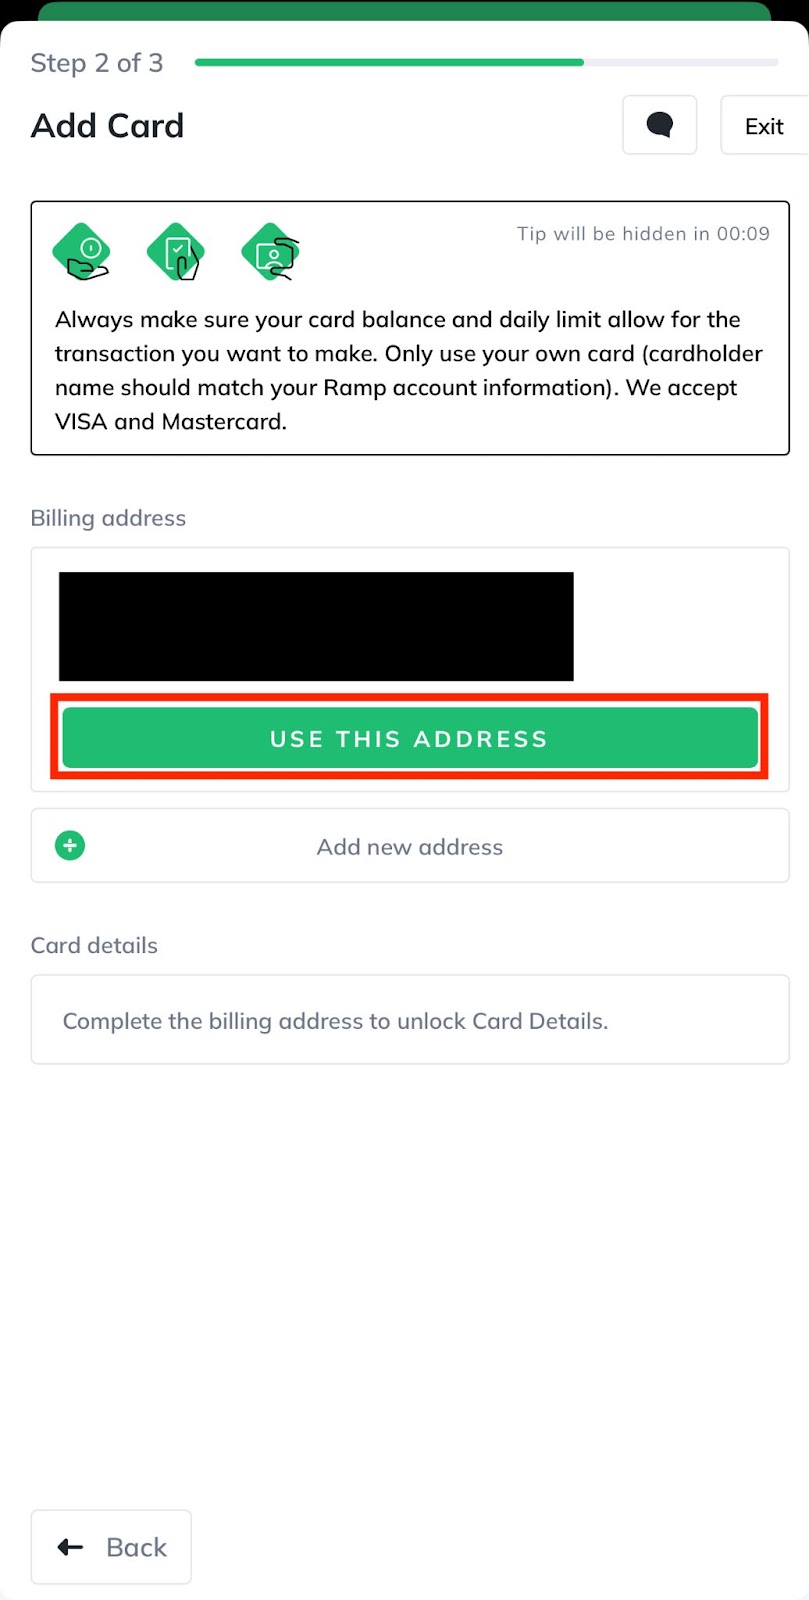 Step 2 of 3
Add Card
Exit
Tip will be hidden in 00:09
Always make sure your card balance and daily limit allow for the
transaction you want to make. Only use your own card (cardholder
name should match your Ramp account information). We accept
VISA and Mastercard.
Billing address
USE THIS ADDRESS
Add new address
Card details
Complete the billing address to unlock Card Details.
Back